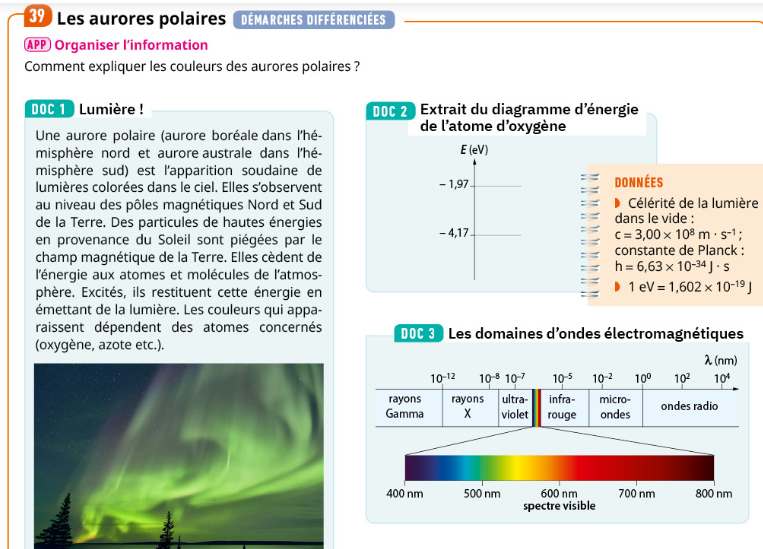 39 Les aurores polaires DÉMARCHES DIFFÉRENCIÉES
APP Organiser l'information
Comment expliquer les couleurs des aurores polaires ?
DOC 1 Lumière !
Une aurore polaire (aurore boréale dans l'hé-
misphère nord et aurore australe dans l'hé-
misphère sud) est l'apparition soudaine de
lumières colorées dans le ciel. Elles s'observent
au niveau des pôles magnétiques Nord et Sud
de la Terre. Des particules de hautes énergies
en provenance du Soleil sont piégées par le
champ magnétique de la Terre. Elles cèdent de
l'énergie aux atomes et molécules de l'atmos-
phère. Excités, ils restituent cette énergie en
émettant de la lumière. Les couleurs qui appa-
raissent dépendent des atomes concernés
(oxygène, azote etc.).
DOC 2 Extrait du diagramme d'énergie
de l'atome d'oxygène
E (eV)
– 1,97
– 4,17
DONNÉES
Célérité de la lumière
dans le vide :
c = 3,00 × 10⁸ m · s⁻¹ ;
constante de Planck :
h = 6,63 × 10⁻³⁴ J · s
1 eV = 1,602 × 10⁻¹⁹ J
DOC 3 Les domaines d'ondes électromagnétiques
λ (nm)
10⁻¹² 10⁻⁸ 10⁻⁷ 10⁻⁵ 10⁻² 10⁰ 10² 10⁴
rayons rayons ultra- infra- micro- ondes radio
Gamma X violet rouge ondes
400 nm 500 nm 600 nm 700 nm 800 nm
spectre visible